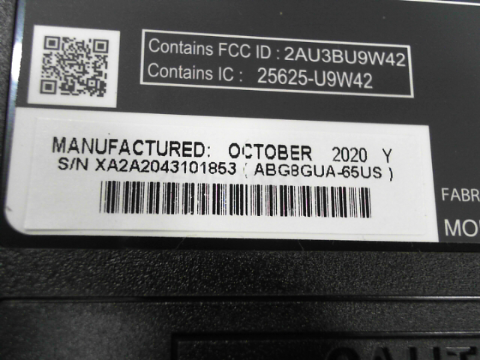 Contains FCC ID : 2AU3BU9W42
Contains IC : 25625-U9W42
MANUFACTURED: OCTOBER 2020 Y
S/N XA2A2043101853 ( ABG8GUA-65US )
FABR
MO